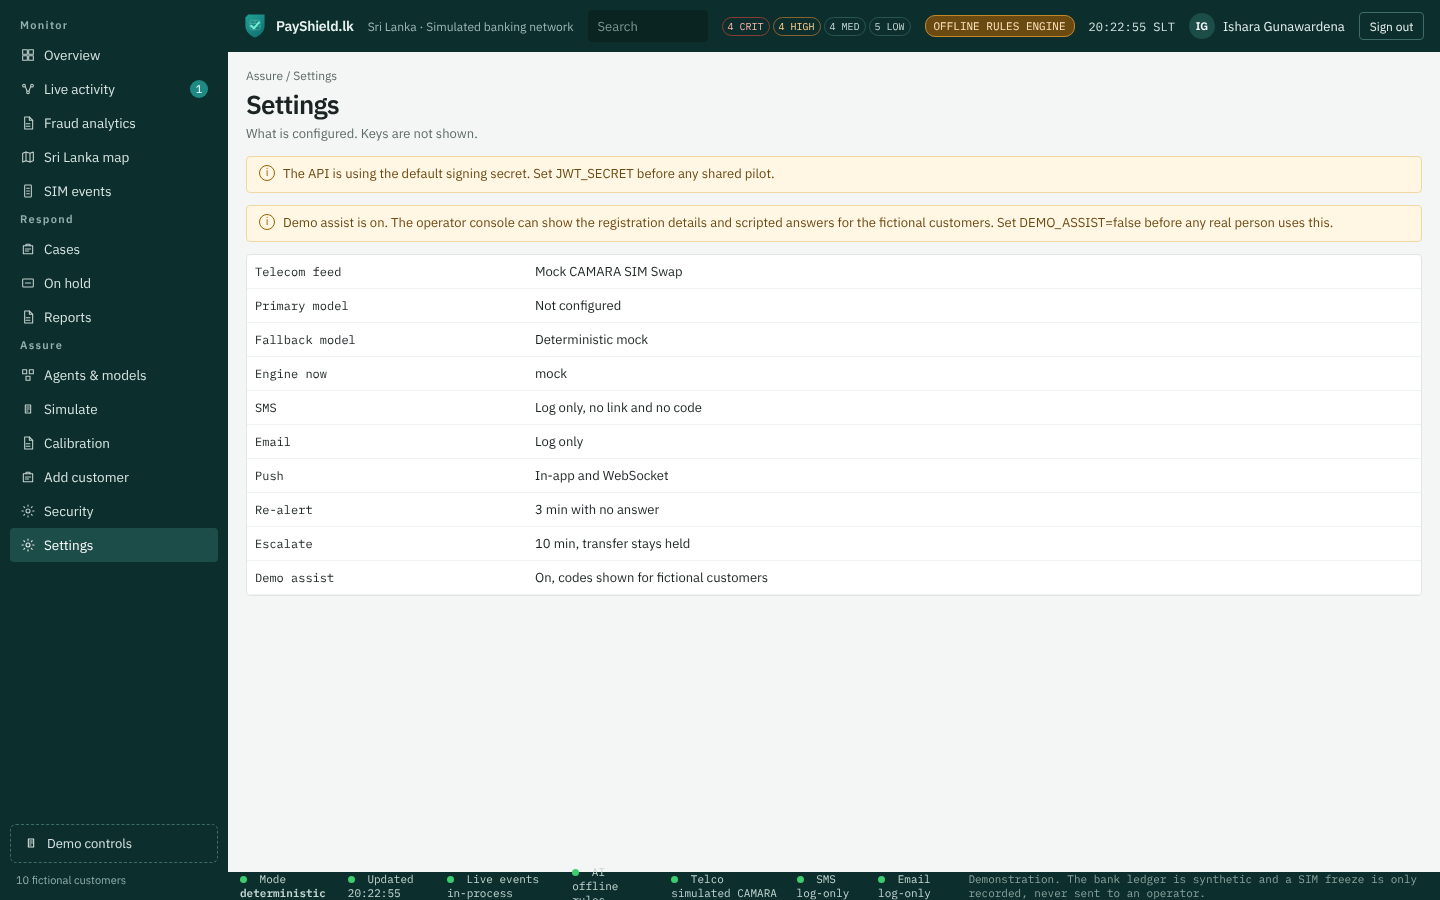 Monitor
Overview
Live activity 1
Fraud analytics
Sri Lanka map
SIM events
Respond
Cases
On hold
Reports
Assure
Agents & models
Simulate
Calibration
Add customer
Security
Settings
Demo controls
10 fictional customers
PayShield.lk Sri Lanka · Simulated banking network Search 4 CRIT 4 HIGH 4 MED 5 LOW OFFLINE RULES ENGINE 20:22:55 SLT IG Ishara Gunawardena Sign out
Assure / Settings
Settings
What is configured. Keys are not shown.
The API is using the default signing secret. Set JWT_SECRET before any shared pilot.
Demo assist is on. The operator console can show the registration details and scripted answers for the fictional customers. Set DEMO_ASSIST=false before any real person uses this.
Telecom feed Mock CAMARA SIM Swap
Primary model Not configured
Fallback model Deterministic mock
Engine now mock
SMS Log only, no link and no code
Email Log only
Push In-app and WebSocket
Re-alert 3 min with no answer
Escalate 10 min, transfer stays held
Demo assist On, codes shown for fictional customers
Mode
deterministic
Updated
20:22:55
Live events
in-process
AI
offline
rules
Telco
simulated CAMARA
SMS
log-only
Email
log-only
Demonstration. The bank ledger is synthetic and a SIM freeze is only
recorded, never sent to an operator.